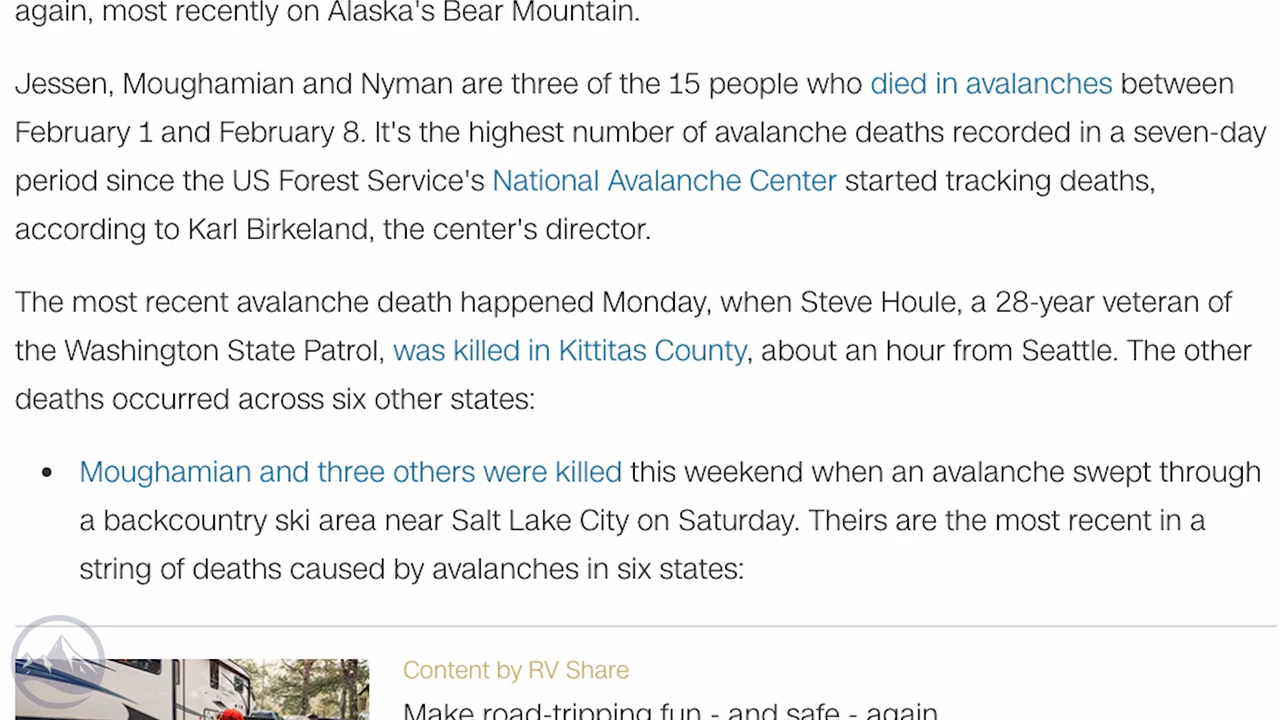 again, most recently on Alaska's Bear Mountain.
Jessen, Moughamian and Nyman are three of the 15 people who died in avalanches between
February 1 and February 8. It's the highest number of avalanche deaths recorded in a seven-day
period since the US Forest Service's National Avalanche Center started tracking deaths,
according to Karl Birkeland, the center's director.
The most recent avalanche death happened Monday, when Steve Houle, a 28-year veteran of
the Washington State Patrol, was killed in Kittitas County, about an hour from Seattle. The other
deaths occurred across six other states:
• Moughamian and three others were killed this weekend when an avalanche swept through
a backcountry ski area near Salt Lake City on Saturday. Theirs are the most recent in a
string of deaths caused by avalanches in six states:
Content by RV Share
Make road-tripping fun - and safe - again